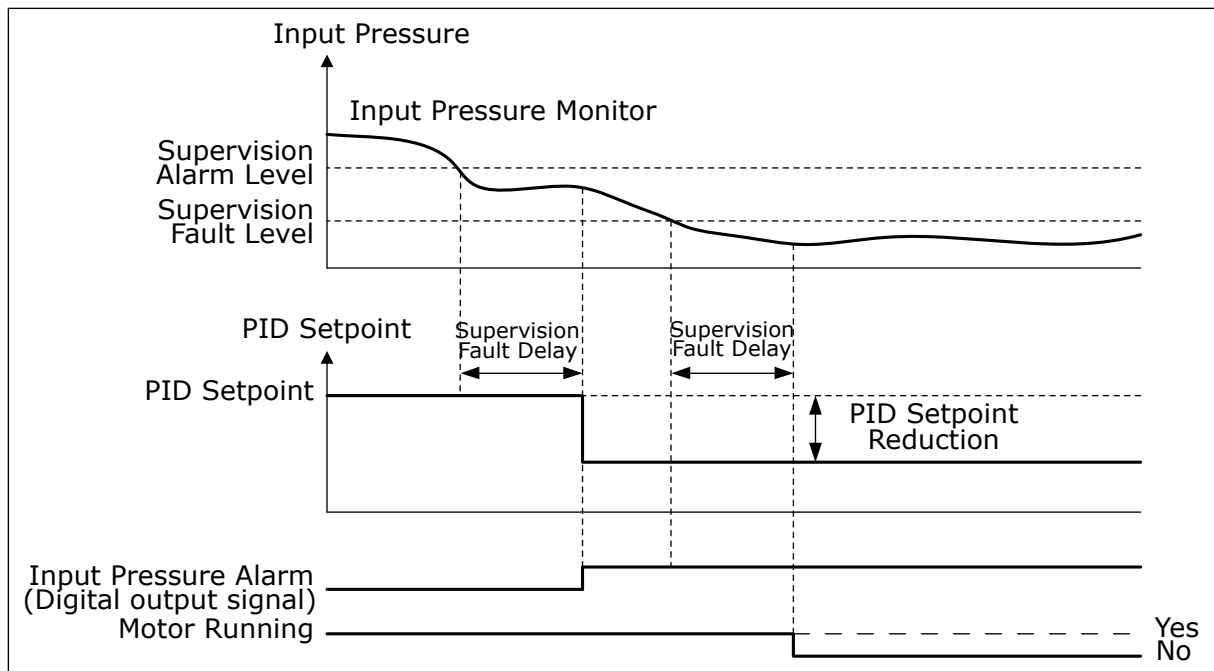 Input Pressure
Input Pressure Monitor
Supervision
Alarm Level
Supervision
Fault Level
PID Setpoint
Supervision
Fault Delay
Supervision
Fault Delay
PID Setpoint
PID Setpoint
Reduction
Input Pressure Alarm
(Digital output signal)
Motor Running
Yes
No